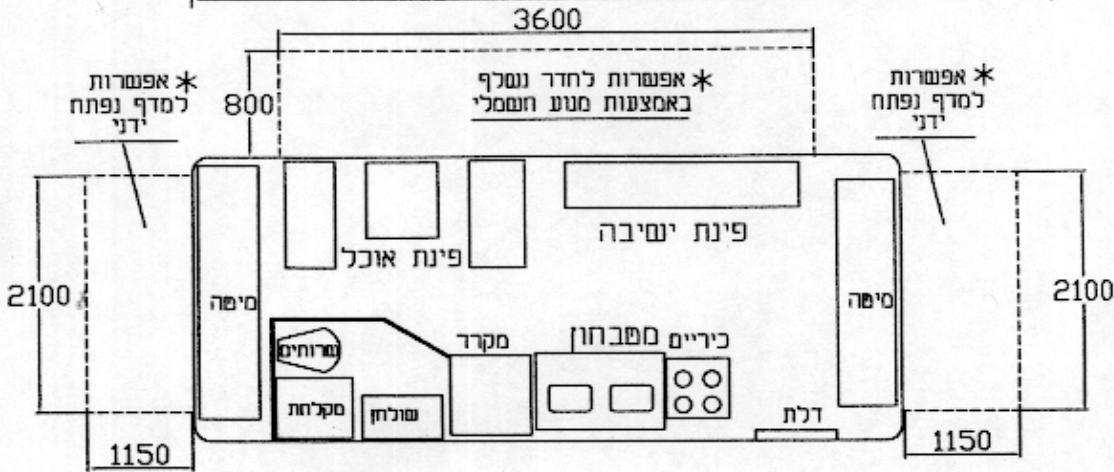 3600
* אפשרות
למדף נפתח
ידני
800
* אפשרות לחדר נשלף
באמצעות מנוע חשמלי
* אפשרות
למדף נפתח
ידני
פינת ישיבה
פינת אוכל
2100
מיטה
מיטה
2100
שרותים
מקרר
מטבחון
כיריים
מקלחת
שולחן
דלת
1150
1150